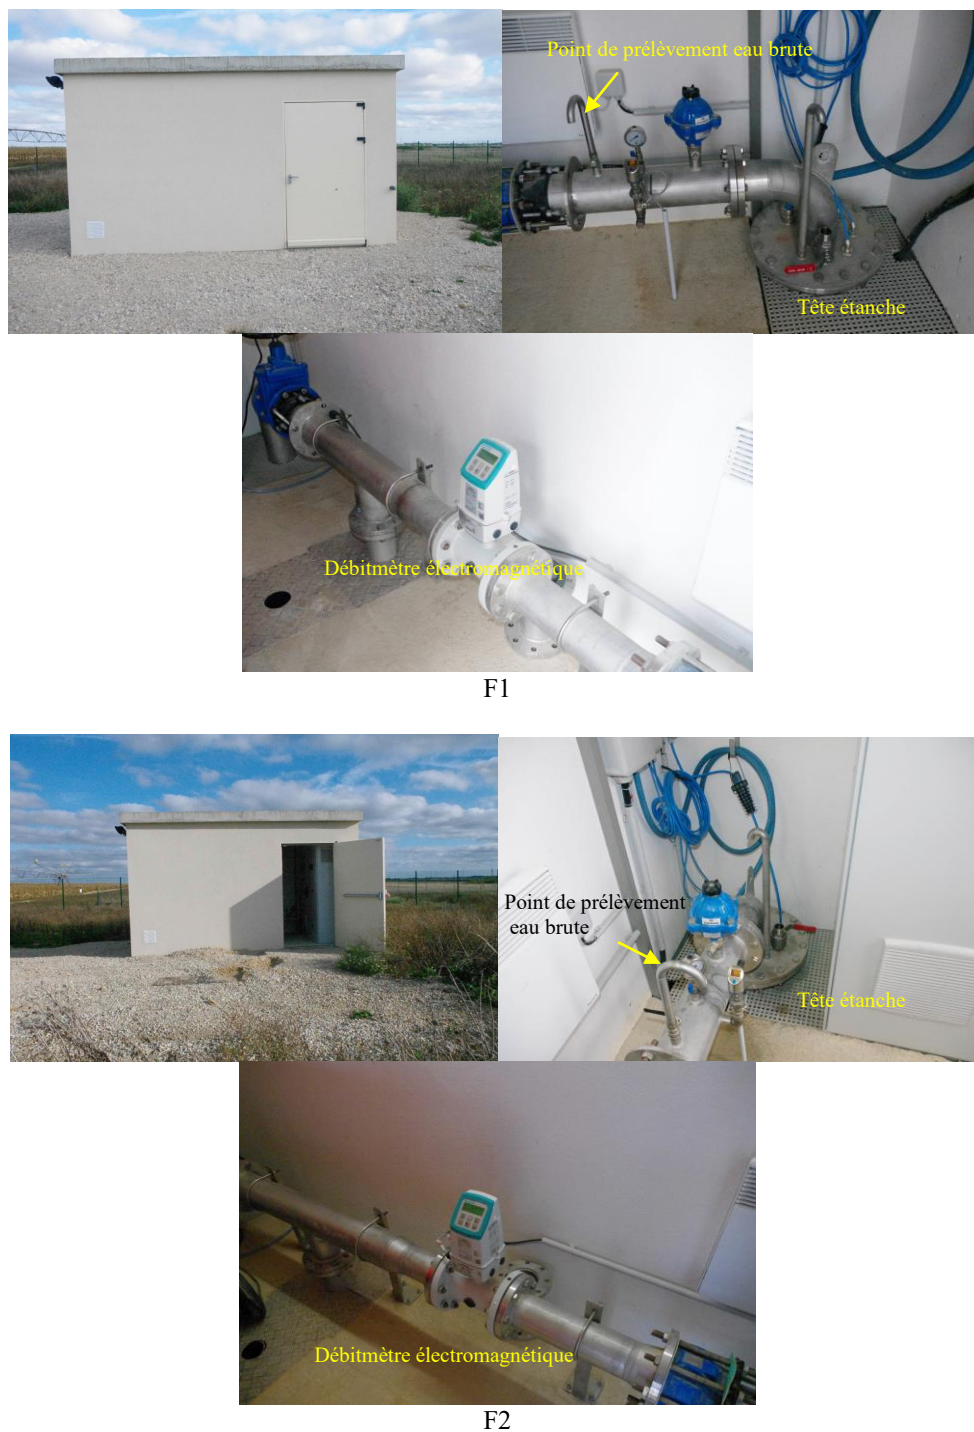 Point de prélèvement eau brute
Tête étanche
Débitmètre électromagnétique
F1
Point de prélèvement
eau brute
Tête étanche
Débitmètre électromagnétique
F2